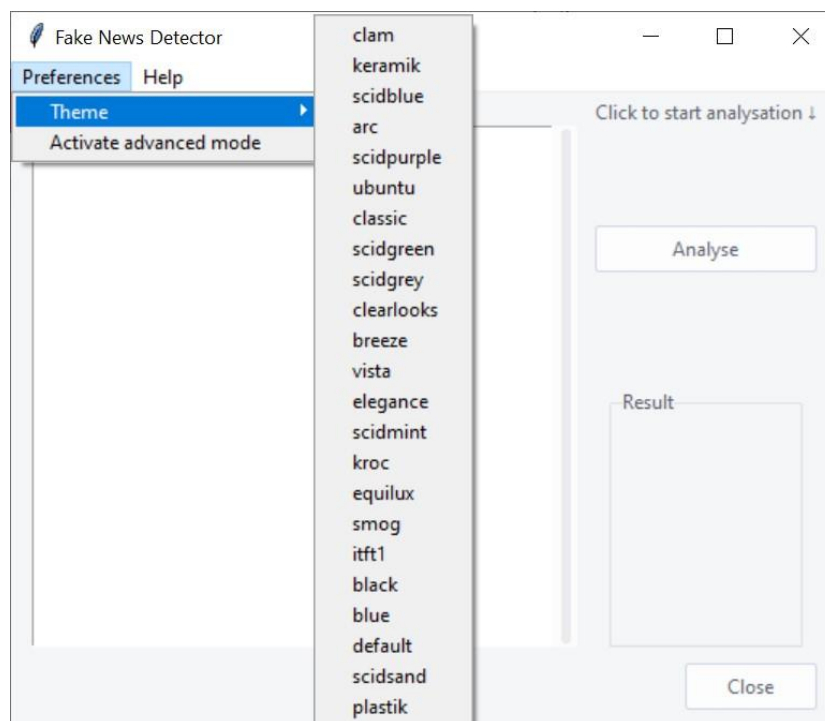 Fake News Detector
Preferences Help
Theme
Activate advanced mode
clam
keramik
scidblue
arc
scidpurple
ubuntu
classic
scidgreen
scidgrey
clearlooks
breeze
vista
elegance
scidmint
kroc
equilux
smog
itft1
black
blue
default
scidsand
plastik
Click to start analysation ↓
Analyse
Result
Close